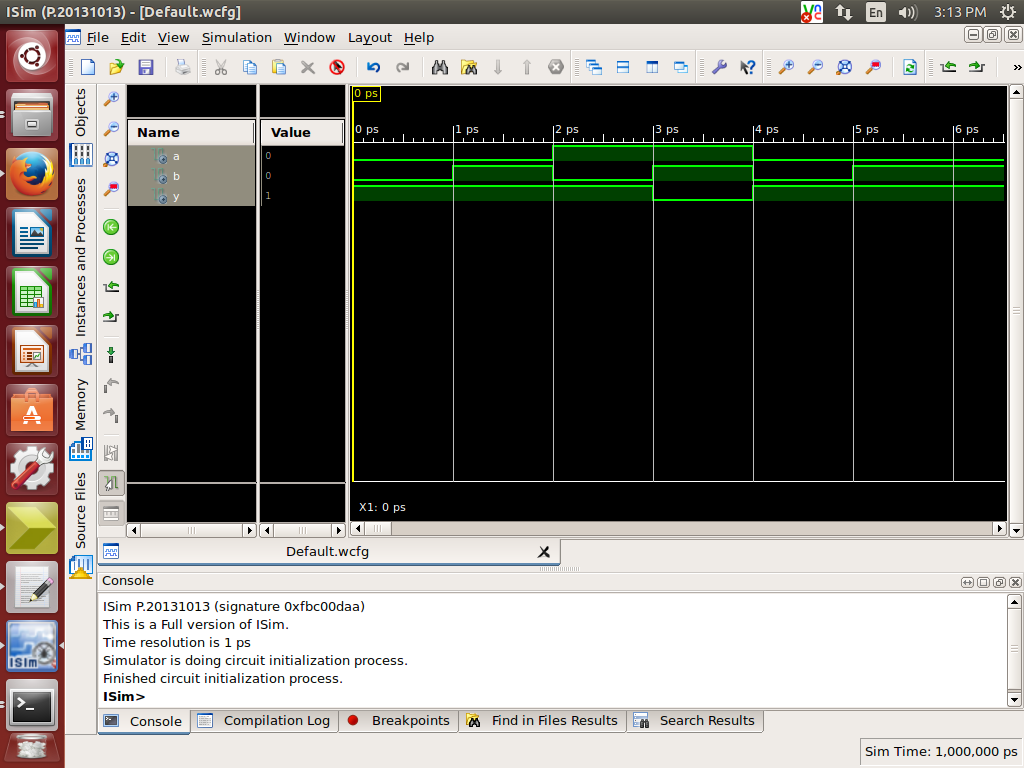 ISim (P.20131013) - [Default.wcfg]
En
3:13 PM
File Edit View Simulation Window Layout Help
»
Objects
Instances and Processes
Memory
Source Files
Name
Value
a 0
b 0
y 1
0 ps
0 ps 1 ps 2 ps 3 ps 4 ps 5 ps 6 ps
X1: 0 ps
Default.wcfg
Console
ISim P.20131013 (signature 0xfbc00daa)
This is a Full version of ISim.
Time resolution is 1 ps
Simulator is doing circuit initialization process.
Finished circuit initialization process.
ISim>
Console Compilation Log Breakpoints Find in Files Results Search Results
Sim Time: 1,000,000 ps
ISim